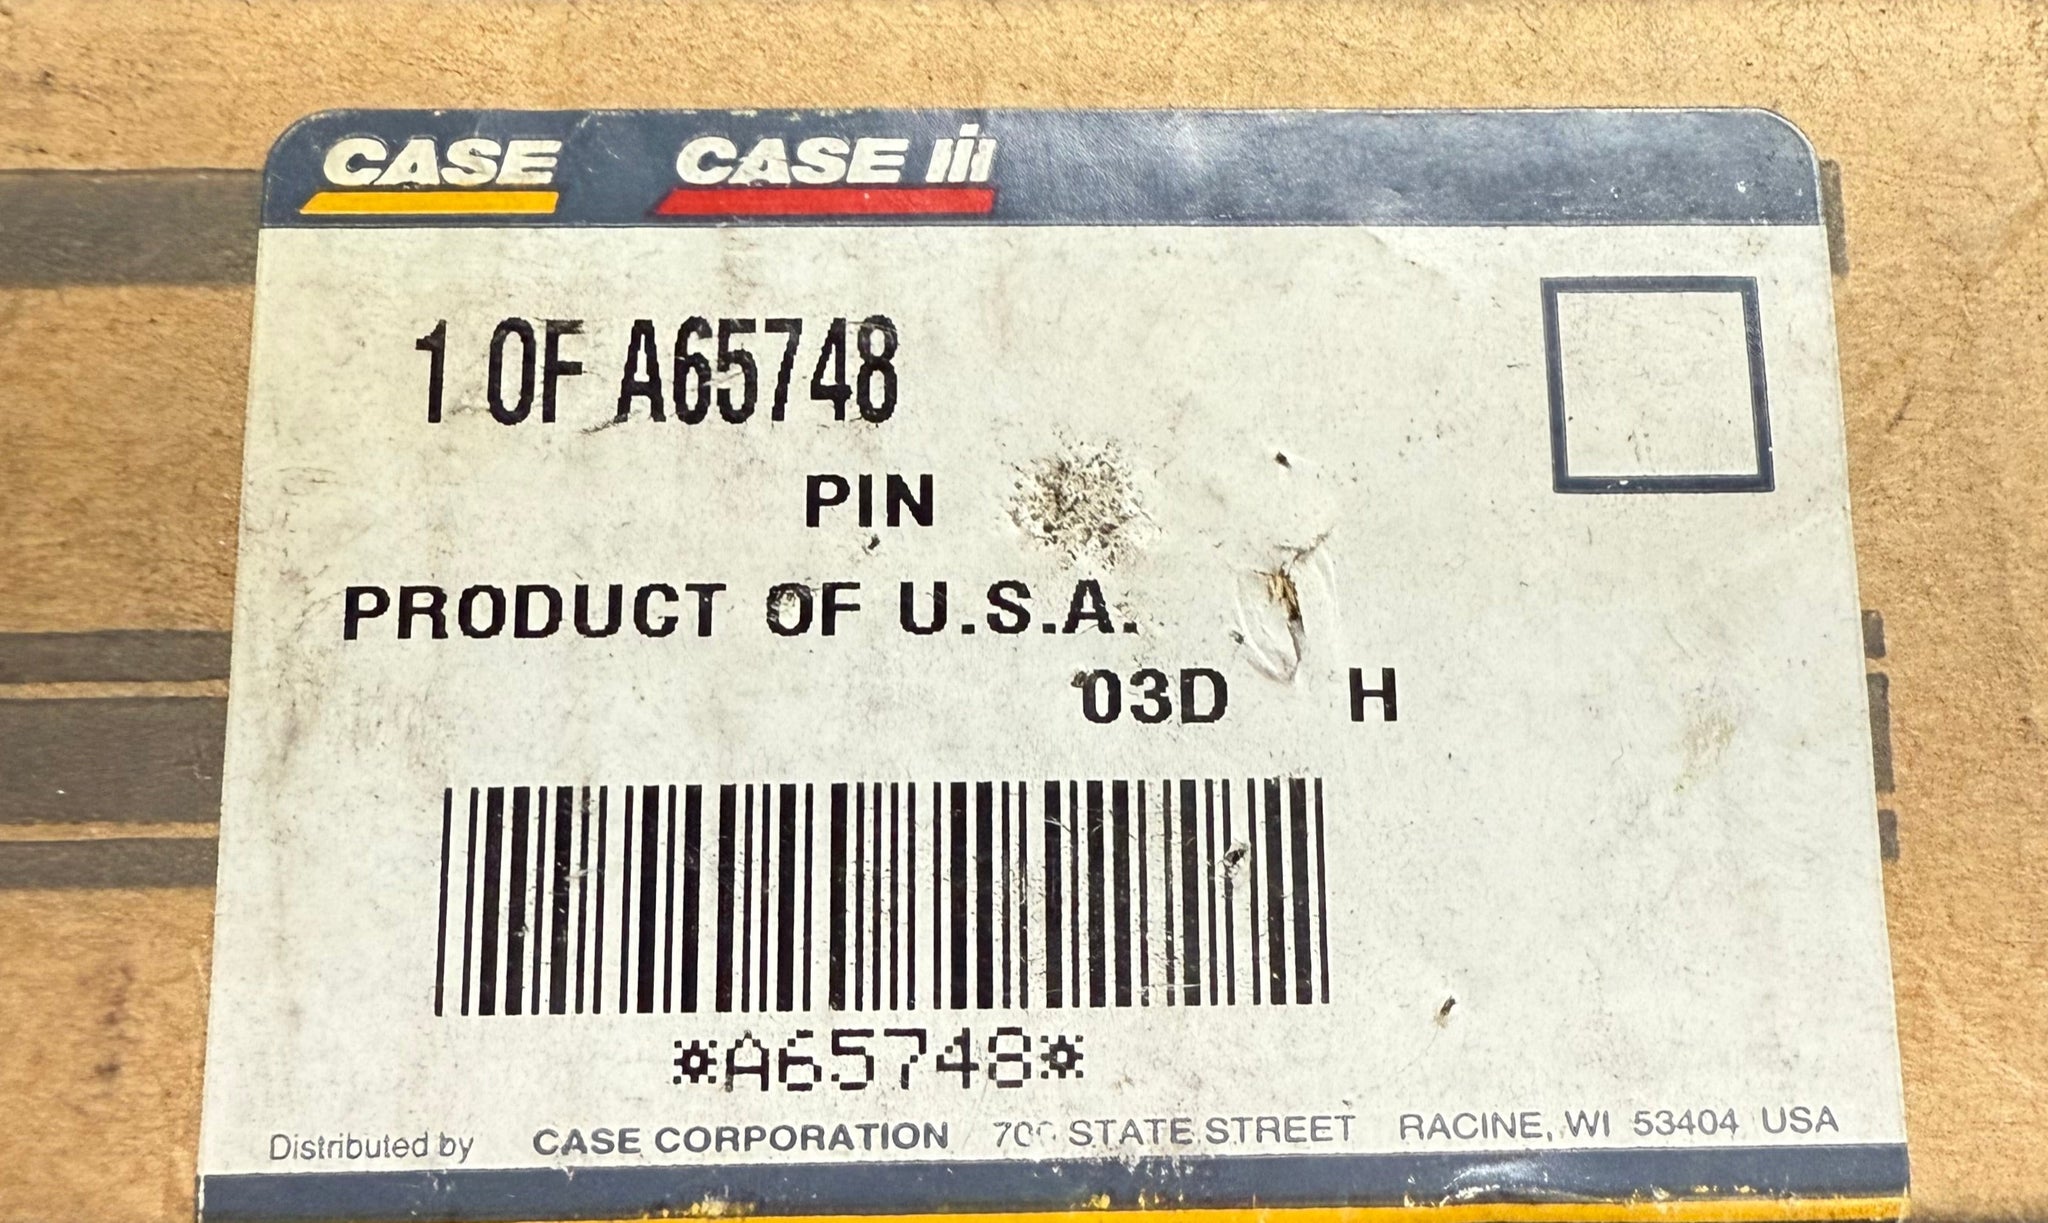 CASE CASE IH
1 OF A65748
PIN
PRODUCT OF U.S.A.
03D H
*A65748*
Distributed by CASE CORPORATION STATE STREET RACINE, WI 53404 USA